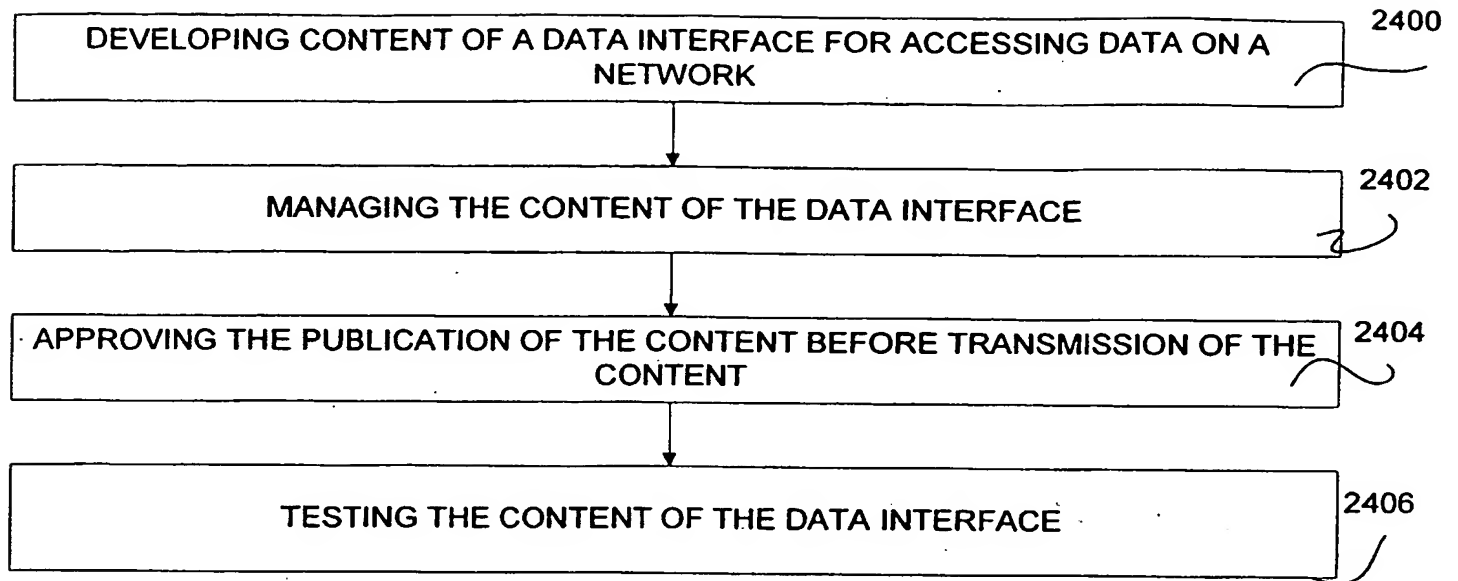 2400
DEVELOPING CONTENT OF A DATA INTERFACE FOR ACCESSING DATA ON A
NETWORK
2402
MANAGING THE CONTENT OF THE DATA INTERFACE
2404
APPROVING THE PUBLICATION OF THE CONTENT BEFORE TRANSMISSION OF THE
CONTENT
2406
TESTING THE CONTENT OF THE DATA INTERFACE